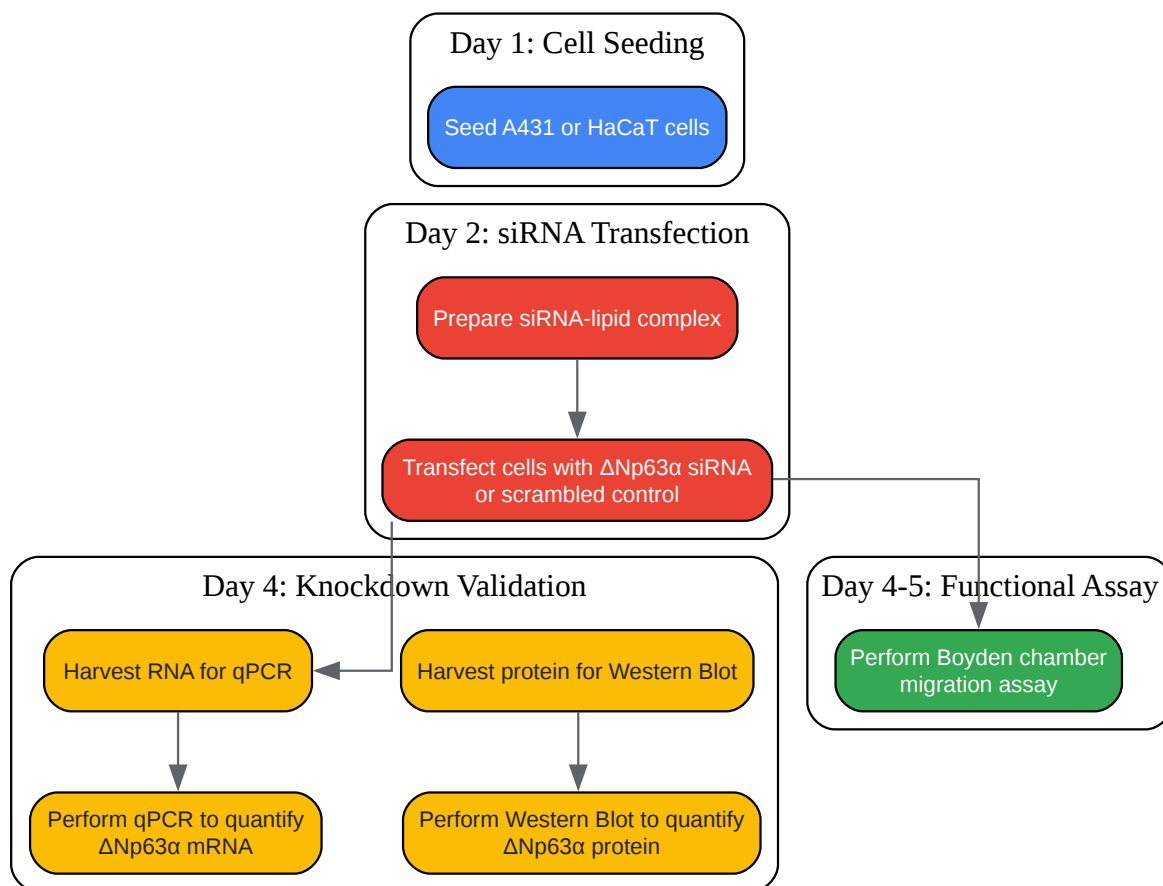 Day 1: Cell Seeding
Seed A431 or HaCaT cells
Day 2: siRNA Transfection
Prepare siRNA-lipid complex
Transfect cells with ΔNp63α siRNA
or scrambled control
Day 4: Knockdown Validation
Harvest RNA for qPCR
Harvest protein for Western Blot
Perform qPCR to quantify
ΔNp63α mRNA
Perform Western Blot to quantify
ΔNp63α protein
Day 4-5: Functional Assay
Perform Boyden chamber
migration assay